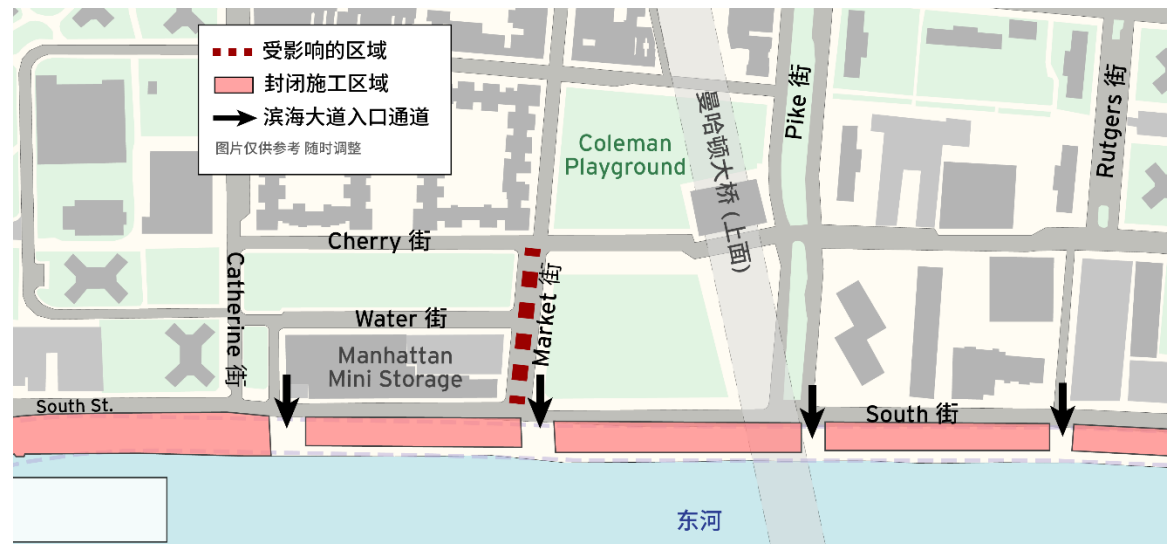 受影响的区域
封闭施工区域
滨海大道入口通道
图片仅供参考 随时调整
Coleman
Playground
曼哈顿大桥 (上面)
Pike 街
Rutgers 街
Cherry 街
Catherine 街
Market 街
Water 街
Manhattan
Mini Storage
South St.
South 街
东河